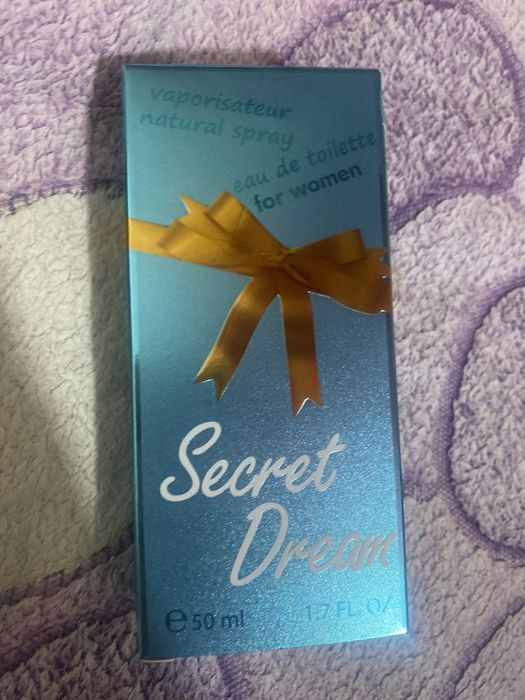 vaporisateur
natural spray
eau de toilette
for women
Secret
Dream
e 50 ml 1.7 FL. OZ